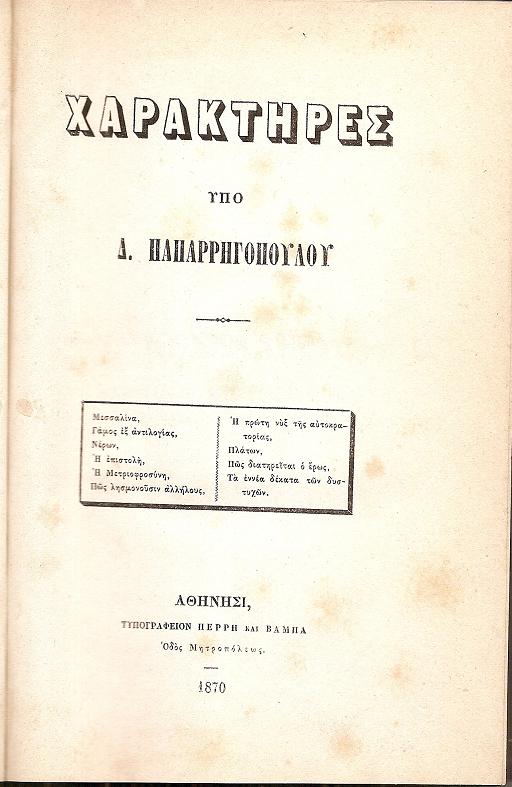 ΧΑΡΑΚΤΗΡΕΣ
ΥΠΟ
Δ. ΠΑΠΑΡΡΗΓΟΠΟΥΛΟΥ
Μεσσαλίνα,
Γάμος ἐξ ἀντιλογίας,
Νέρων,
Ἡ ἐπιστολὴ,
Ἡ Μετριοφροσύνη,
Πῶς λησμονοῦσιν ἀλλήλους,
Ἡ πρώτη νὺξ τῆς αὐτοκρα-
τορίας,
Πλάτων,
Πῶς διατηρεῖται ὁ ἔρως,
Τὰ ἐννέα δέκατα τῶν δυσ-
τυχῶν.
ΑΘΗΝΗΣΙ,
ΤΥΠΟΓΡΑΦΕΙΟΝ ΠΕΡΡΗ ΚΑΙ ΒΑΜΠΑ
Ὁδὸς Μητροπόλεως.
1870